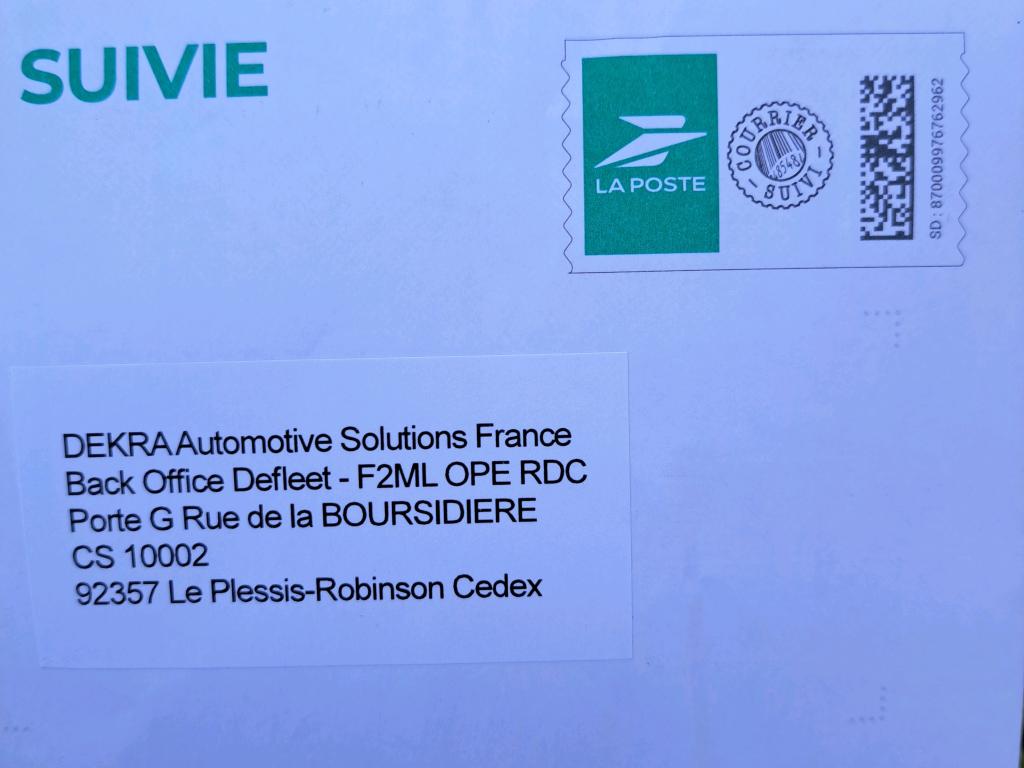 SUIVIE
LA POSTE
COURRIER
SUIVI
SD : 8700099976762962
DEKRA Automotive Solutions France
Back Office Defleet - F2ML OPE RDC
Porte G Rue de la BOURSIDIERE
CS 10002
92357 Le Plessis-Robinson Cedex